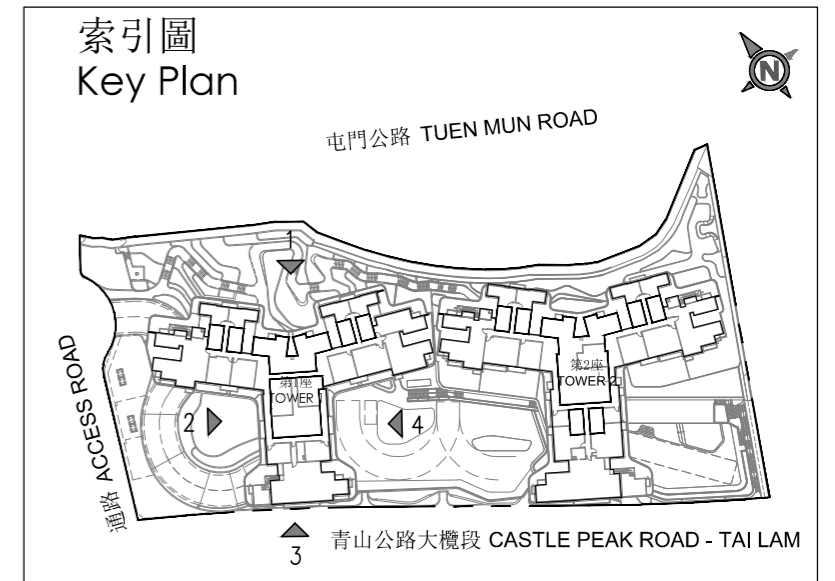 索引圖
Key Plan
N
屯門公路 TUEN MUN ROAD
1
通路 ACCESS ROAD
第1座
TOWER 1
第2座
TOWER 2
2
4
3
青山公路大欖段 CASTLE PEAK ROAD - TAI LAM